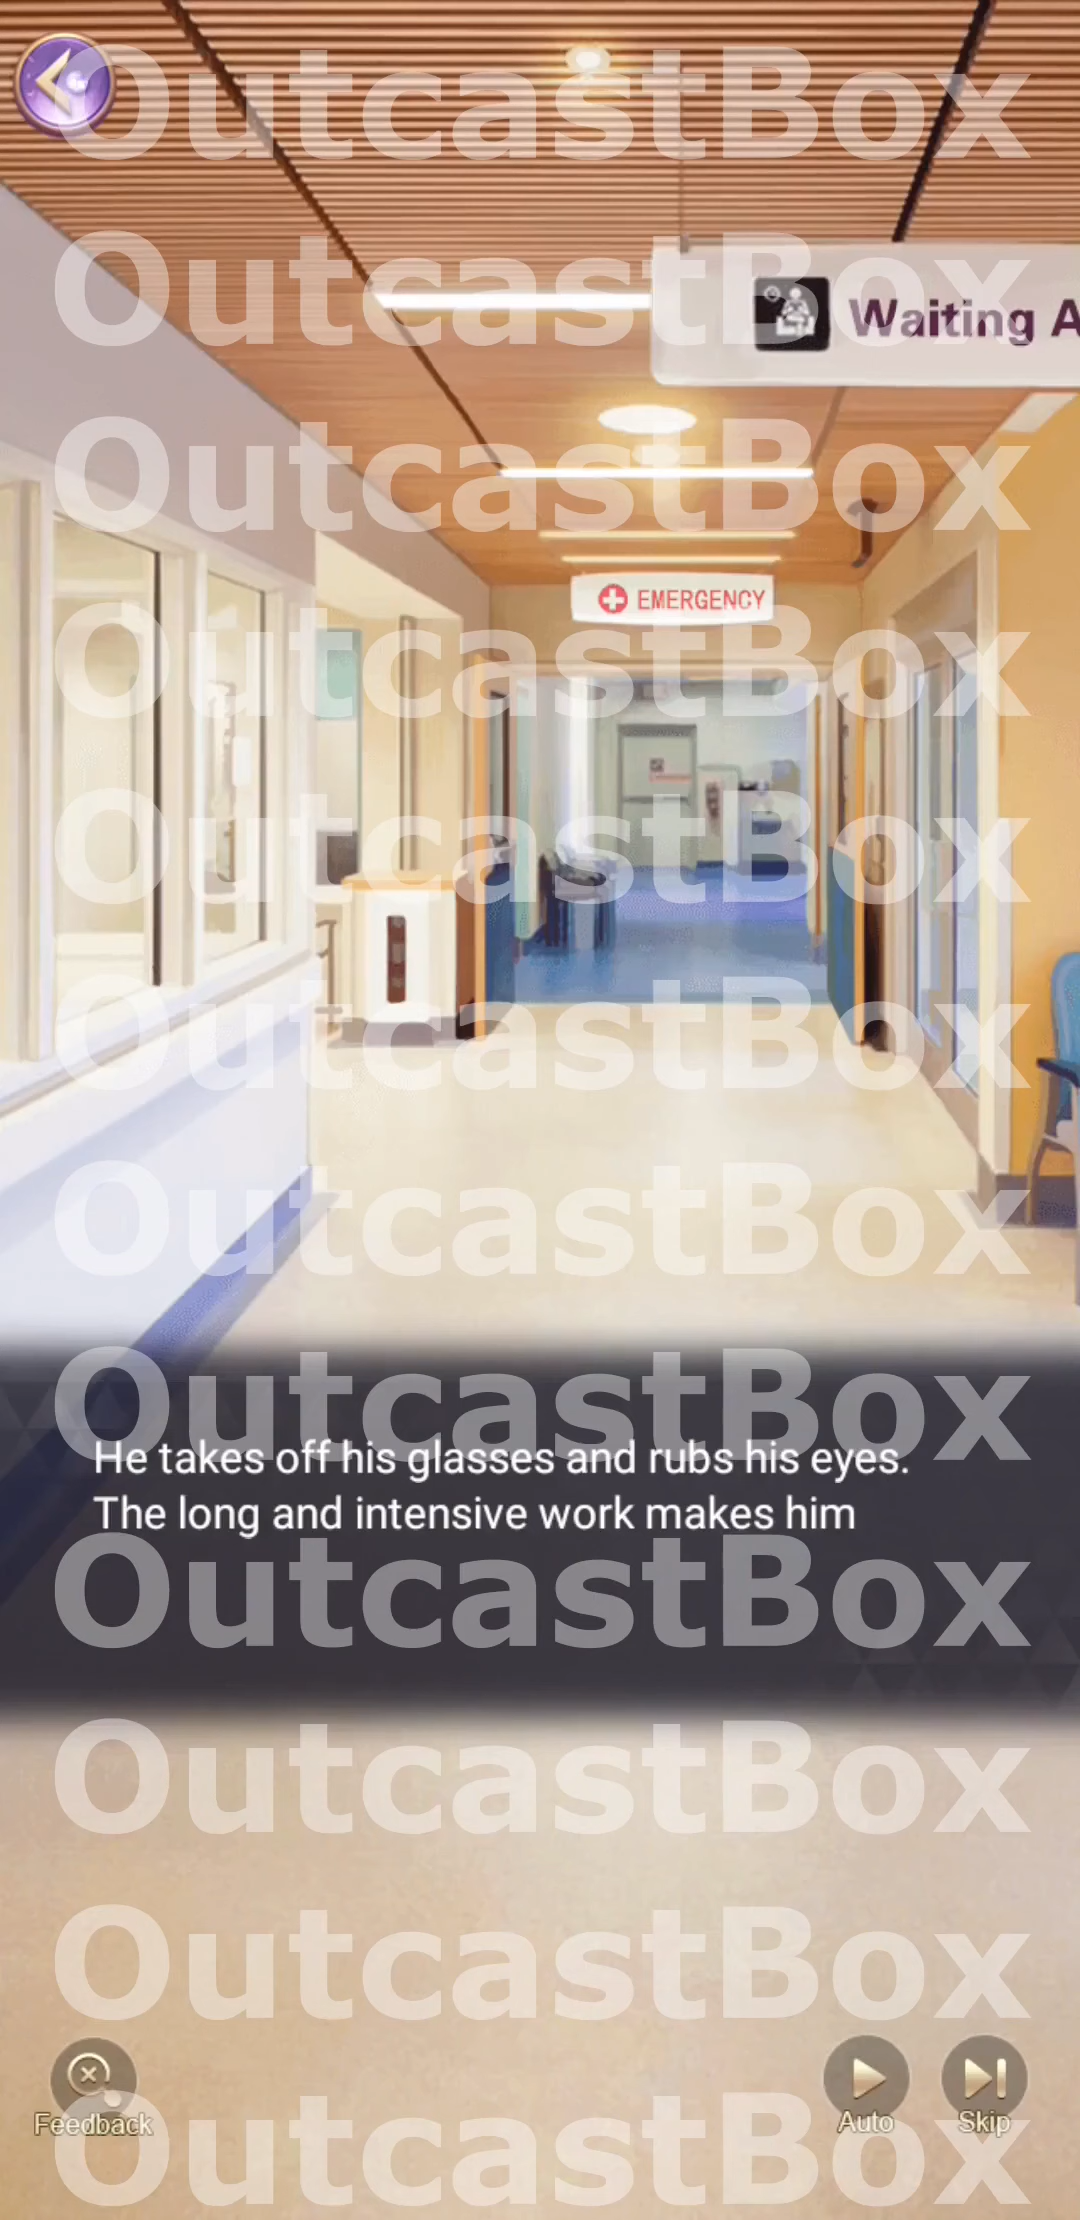 OutcastBox
OutcastBox
Waiting A
OutcastBox
EMERGENCY
OutcastBox
OutcastBox
OutcastBox
OutcastBox
OutcastBox
He takes off his glasses and rubs his eyes.
The long and intensive work makes him
OutcastBox
OutcastBox
OutcastBox
Feedback
Auto
Skip
OutcastBox